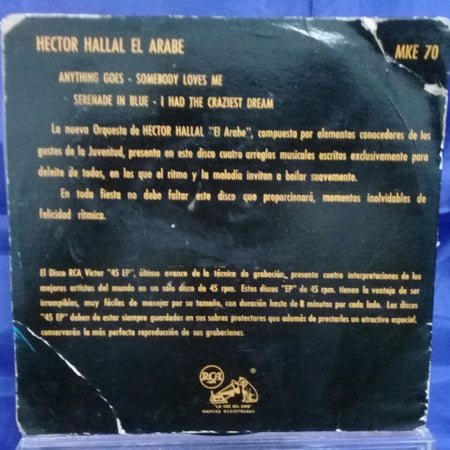 HECTOR HALLAL EL ARABE
MKE 70
ANYTHING GOES - SOMEBODY LOVES ME
SERENADE IN BLUE - I HAD THE CRAZIEST DREAM
La nueva Orquesta de HECTOR HALLAL "El Arabe", compuesta por elementos conocedores de los
gustos de la Juventud, presenta en este disco cuatro arreglos musicales escritos exclusivamente para
deleite de todos, en los que el ritmo y la melodía invitan a bailar suavemente.
En toda fiesta no debe faltar este disco que proporcionará, momentos inolvidables de
felicidad rítmica.
El Disco RCA Victor "45 EP", último avance de la técnica de grabación, presenta cuatro interpretaciones de los
mejores artistas del mundo en un sólo disco de 45 rpm. Estos discos "EP" de 45 rpm. tienen la ventaja de ser
irrompibles, muy fáciles de manejar por su tamaño, con duración hasta de 8 minutos por cada lado. Los discos
"45 EP" deben de estar siempre guardados en sus sobres protectores que además de prestarles un atractivo especial,
conservarán la más perfecta reproducción de sus grabaciones.
RCA
"LA VOZ DEL AMO"
MARCAS REGISTRADAS